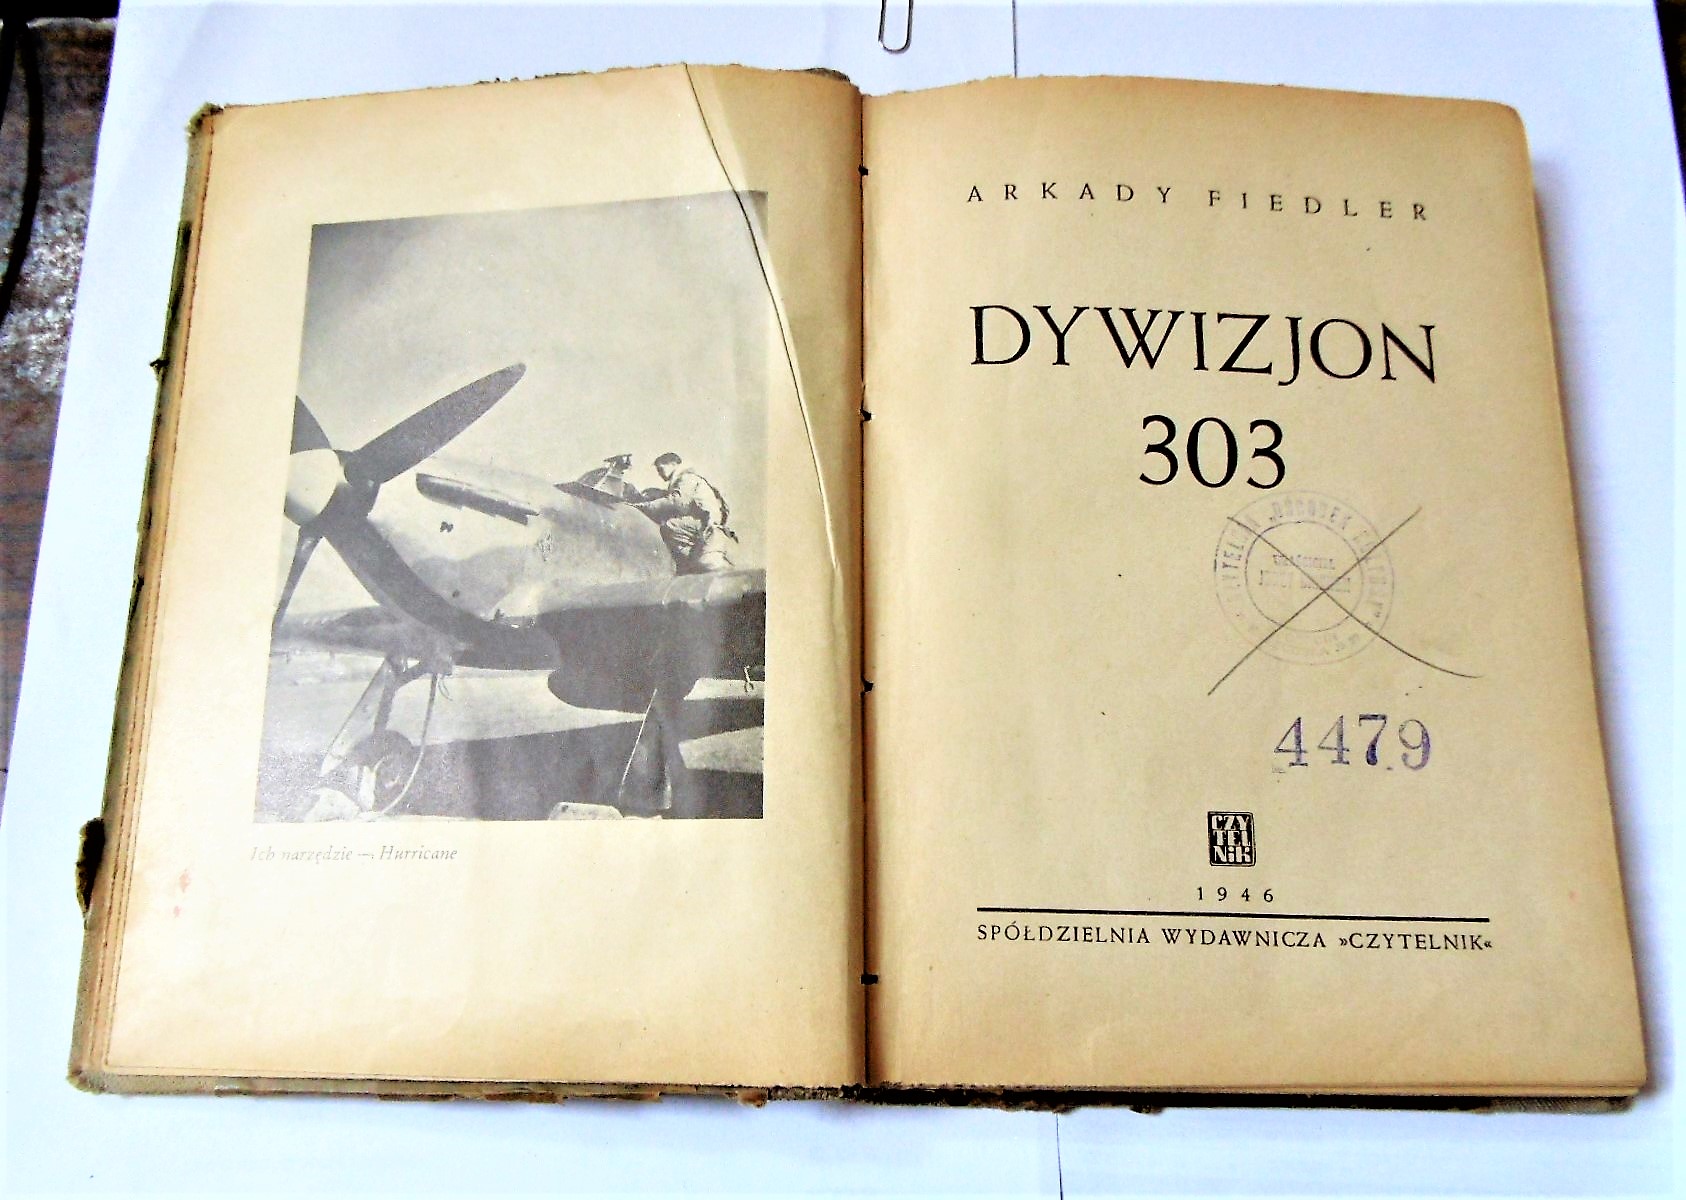 Ich narzędzie — Hurricane
ARKADY FIEDLER
DYWIZJON
303
4479
CZY
TEL
NiK
1946
SPÓŁDZIELNIA WYDAWNICZA »CZYTELNIK«